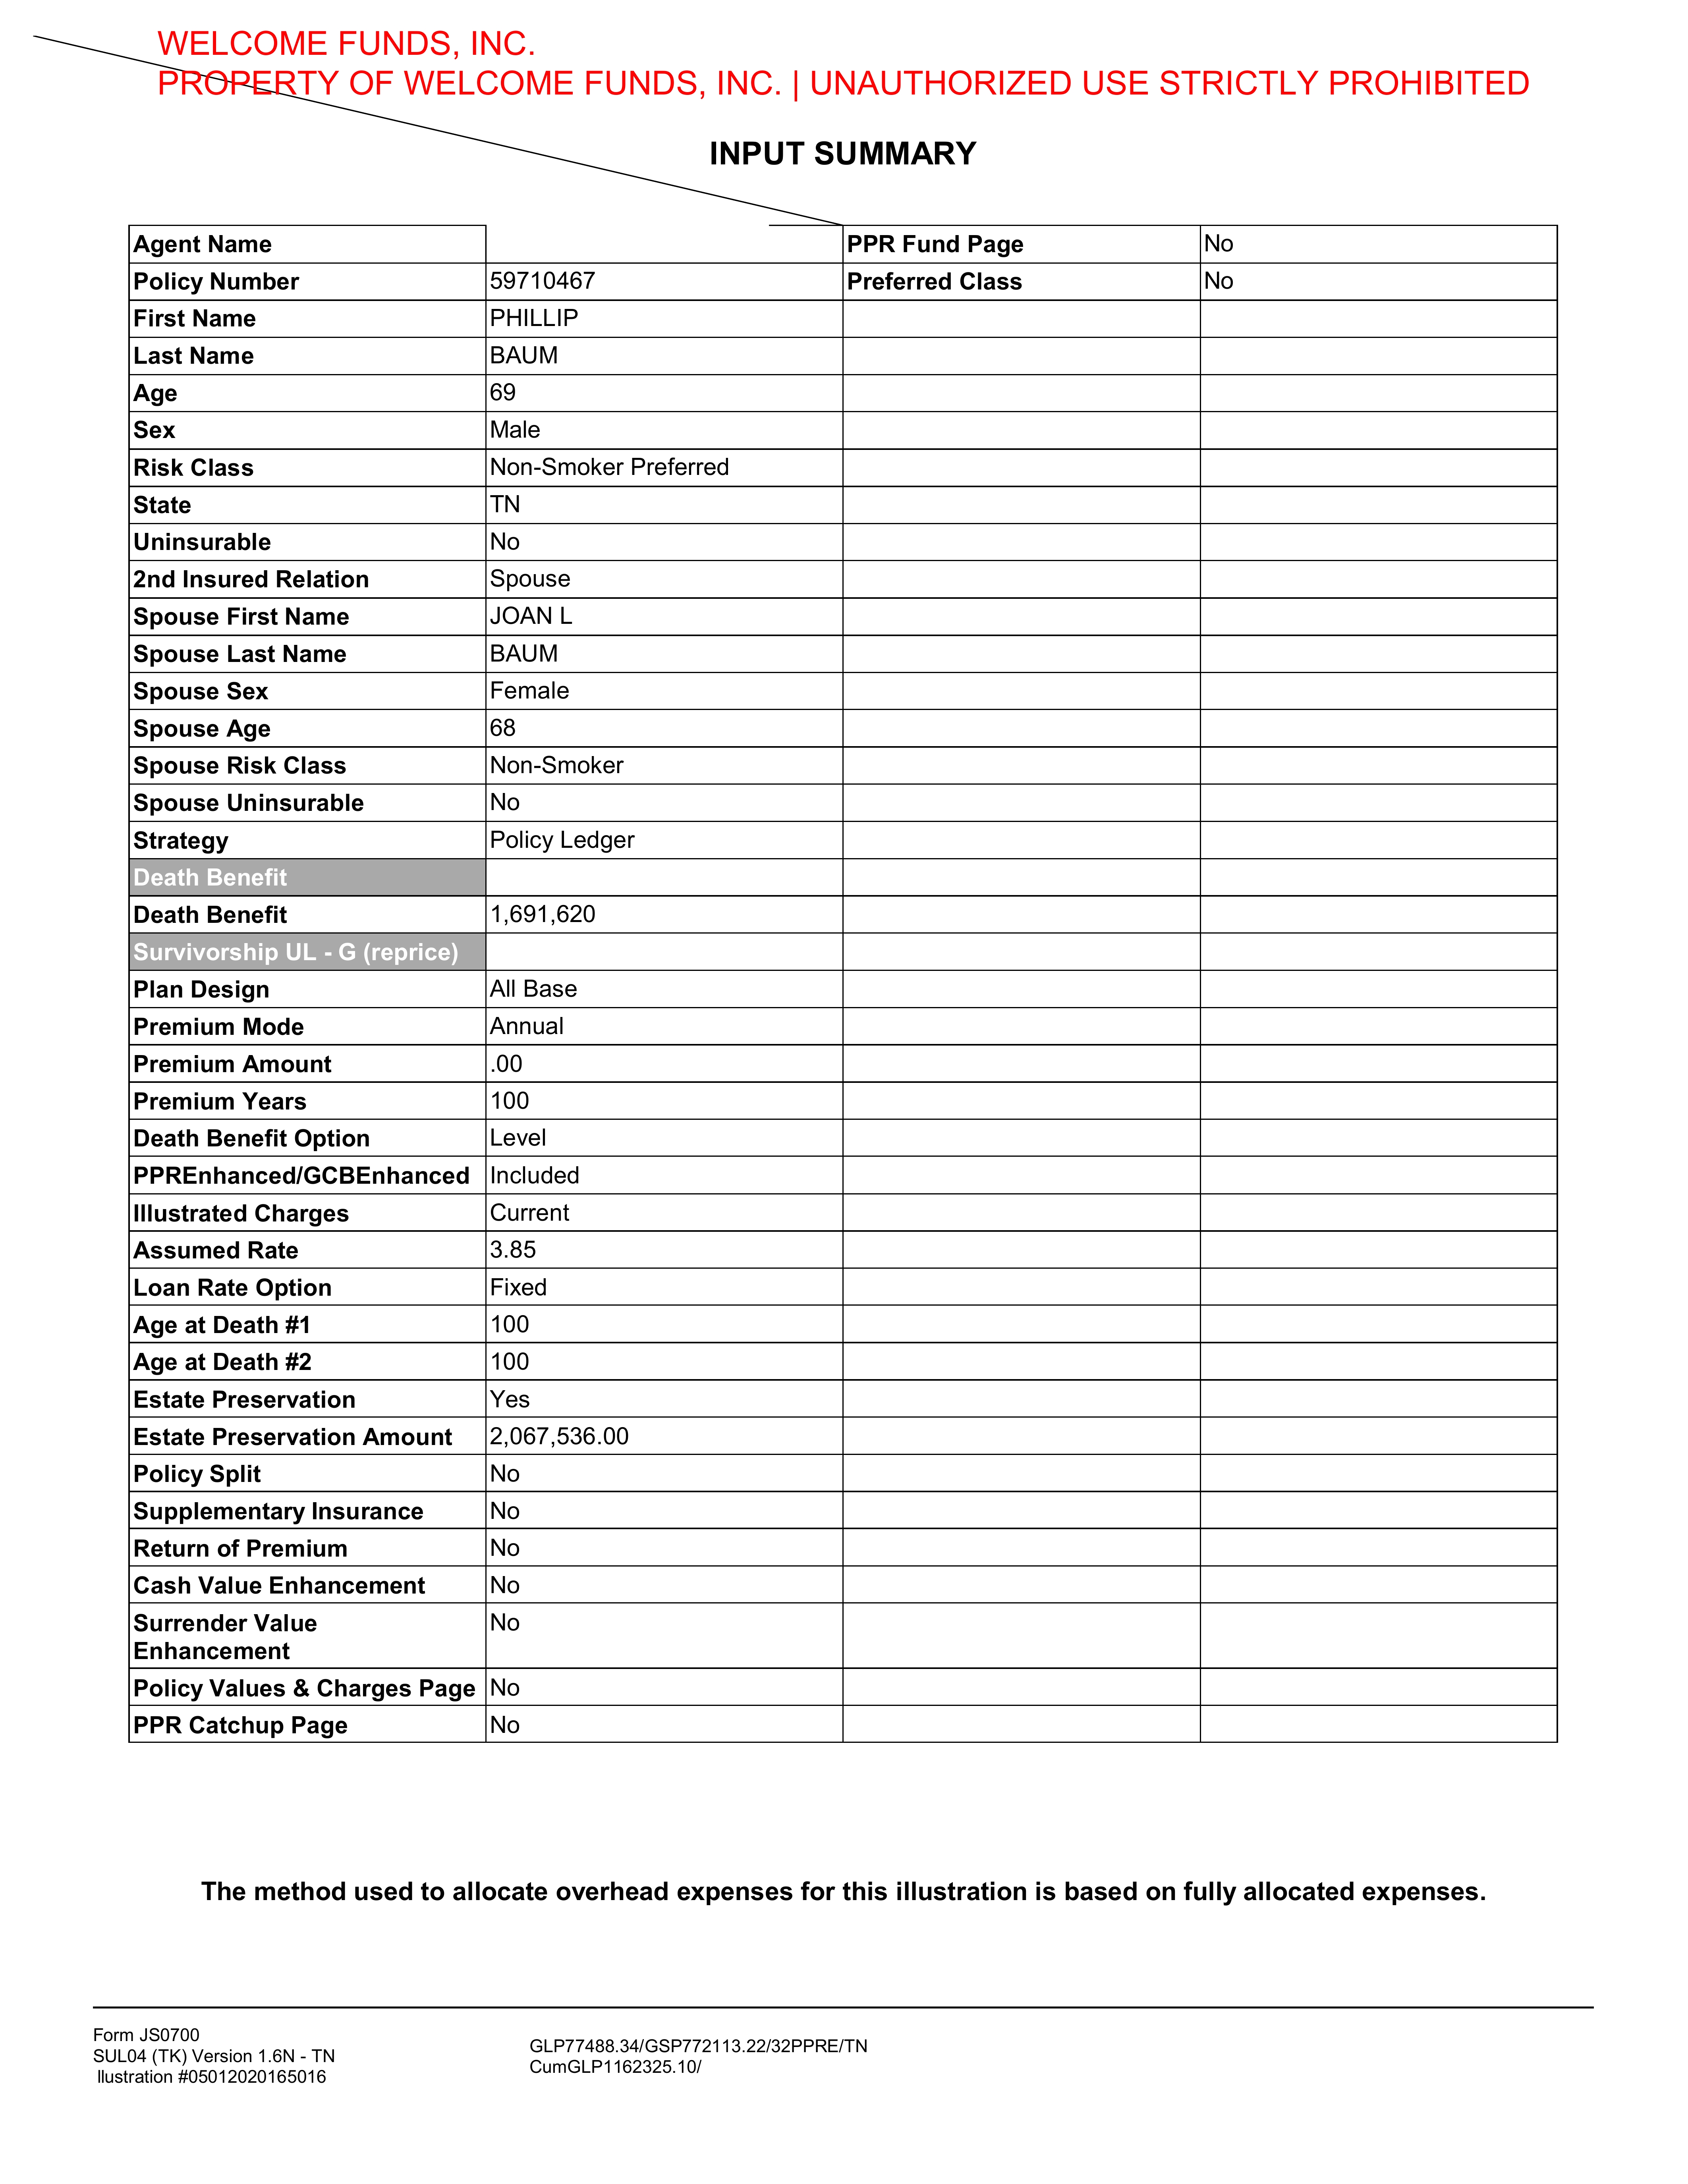 WELCOME FUNDS, INC.
PROPERTY OF WELCOME FUNDS, INC. | UNAUTHORIZED USE STRICTLY PROHIBITED
INPUT SUMMARY
Agent Name PPR Fund Page No
Policy Number 59710467 Preferred Class No
First Name PHILLIP
Last Name BAUM
Age 69
Sex Male
Risk Class Non-Smoker Preferred
State TN
Uninsurable No
2nd Insured Relation Spouse
Spouse First Name JOAN L
Spouse Last Name BAUM
Spouse Sex Female
Spouse Age 68
Spouse Risk Class Non-Smoker
Spouse Uninsurable No
Strategy Policy Ledger
Death Benefit
Death Benefit 1,691,620
Survivorship UL - G (reprice)
Plan Design All Base
Premium Mode Annual
Premium Amount .00
Premium Years 100
Death Benefit Option Level
PPREnhanced/GCBEnhanced Included
Illustrated Charges Current
Assumed Rate 3.85
Loan Rate Option Fixed
Age at Death #1 100
Age at Death #2 100
Estate Preservation Yes
Estate Preservation Amount 2,067,536.00
Policy Split No
Supplementary Insurance No
Return of Premium No
Cash Value Enhancement No
Surrender Value No
Enhancement
Policy Values & Charges Page No
PPR Catchup Page No
The method used to allocate overhead expenses for this illustration is based on fully allocated expenses.
Form JS0700
SUL04 (TK) Version 1.6N - TN
llustration #05012020165016
GLP77488.34/GSP772113.22/32PPRE/TN
CumGLP1162325.10/